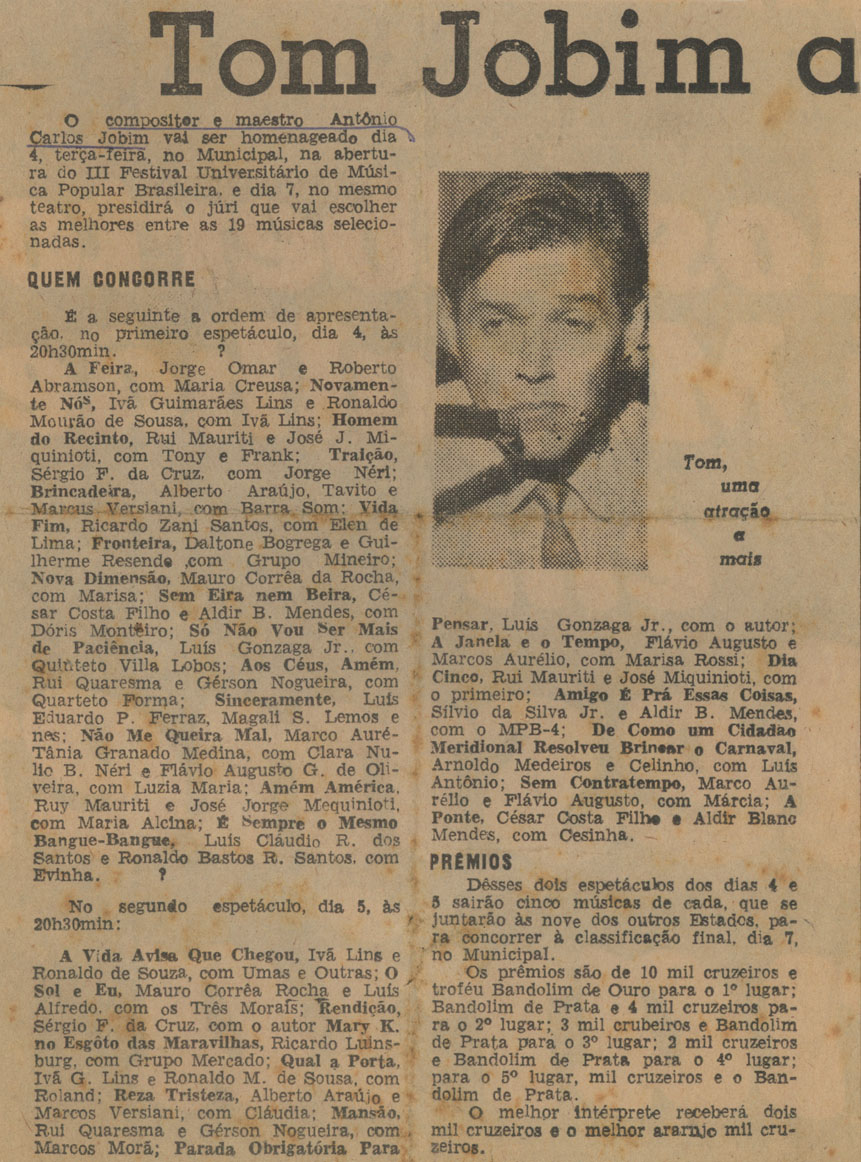 Tom Jobim a
O compositor e maestro Antônio
Carlos Jobim vai ser homenageado dia
4, terça-feira, no Municipal, na abertu-
ra do III Festival Universitário de Músi-
ca Popular Brasileira. e dia 7, no mesmo
teatro, presidirá o júri que vai escolher
as melhores entre as 19 músicas selecio-
nadas.
QUEM CONCORRE
É a seguinte a ordem de apresenta-
ção. no primeiro espetáculo, dia 4, às
20h30min. ?
A Feira, Jorge Omar e Roberto
Abramson, com Maria Creusa; Novamen-
te Nós, Ivã Guimarães Lins e Ronaldo
Mourão de Sousa, com Ivã Lins; Homem
do Recinto, Rui Mauriti e José J. Mi-
quinioti, com Tony e Frank; Traição,
Sérgio F. da Cruz, com Jorge Néri;
Brincadeira, Alberto Araújo, Tavito e
Marcus Versiani, com Barra Som; Vida
Fim, Ricardo Zani Santos, com Elen de
Lima; Fronteira, Daltone Bogrega e Gui-
lherme Resende ,com Grupo Mineiro;
Nova Dimensão, Mauro Corrêa da Rocha,
com Marisa; Sem Eira nem Beira, Cé-
sar Costa Filho e Aldir B. Mendes, com
Dóris Montêiro; Só Não Vou Ser Mais
de Paciência, Luís Gonzaga Jr., com
Quinteto Villa Lobos; Aos Céus, Amém,
Rui Quaresma e Gérson Nogueira, com
Quarteto Forma; Sinceramente, Luís
Eduardo P. Ferraz, Magali S. Lemos e
nes; Não Me Queira Mal, Marco Auré-
Tânia Granado Medina, com Clara Nu-
lio B. Néri e Flávio Augusto G. de Oli-
veira, com Luzia Maria; Amém América,
Ruy Mauriti e José Jorge Mequinioti,
com Maria Alcina; É Sempre o Mesmo
Bangue-Bangue, Luís Cláudio R. dos
Santos e Ronaldo Bastos R. Santos, com
Evinha. ?
No segundo espetáculo, dia 5, às
20h30min:
A Vida Avisa Que Chegou, Ivã Lins e
Ronaldo de Souza, com Umas e Outras; O
Sol e Eu, Mauro Corrêa Rocha e Luís
Alfredo, com os Três Morais; Rendição,
Sérgio F. da Cruz, com o autor Mary K.
no Esgôto das Maravilhas, Ricardo Luins-
burg, com Grupo Mercado; Qual a Porta,
Ivã G. Lins e Ronaldo M. de Sousa, com
Roland; Reza Tristeza, Alberto Araújo e
Marcos Versiani, com Cláudia; Mansão,
Rui Quaresma e Gérson Nogueira, com
Marcos Morã; Parada Obrigatória Para
Tom,
uma
atração
a
mais
Pensar, Luís Gonzaga Jr., com o autor;
A Janela e o Tempo, Flávio Augusto e
Marcos Aurélio, com Marisa Rossi; Dia
Cinco, Rui Mauriti e José Miquinioti, com
o primeiro; Amigo É Prá Essas Coisas,
Sílvio da Silva Jr. e Aldir B. Mendes,
com o MPB-4; De Como um Cidadão
Meridional Resolveu Brincar o Carnaval,
Arnoldo Medeiros e Celinho, com Luís
Antônio; Sem Contratempo, Marco Au-
rélio e Flávio Augusto, com Márcia; A
Ponte, César Costa Filho e Aldir Blanc
Mendes, com Cesinha.
PRÊMIOS
Dêsses dois espetáculos dos dias 4 e
5 sairão cinco músicas de cada, que se
juntarão às nove dos outros Estados, pa-
ra concorrer à classificação final, dia 7,
no Municipal.
Os prêmios são de 10 mil cruzeiros e
troféu Bandolim de Ouro para o 1º lugar;
Bandolim de Prata e 4 mil cruzeiros pa-
ra o 2º lugar; 3 mil crubeiros e Bandolim
de Prata para o 3º lugar; 2 mil cruzeiros
e Bandolim de Prata para o 4º lugar;
para o 5º lugar, mil cruzeiros e o Ban-
dolim de Prata.
O melhor intérprete receberá dois
mil cruzeiros e o melhor arranjo mil cru-
zeiros.